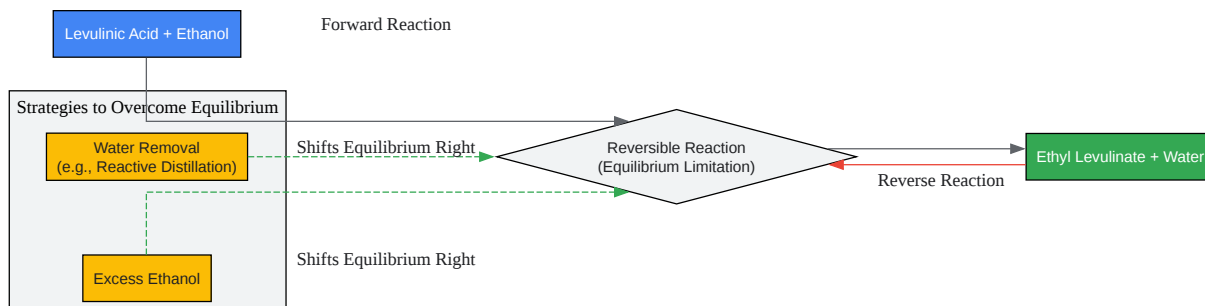 Levulinic Acid + Ethanol
Forward Reaction
Strategies to Overcome Equilibrium
Water Removal
(e.g., Reactive Distillation)
Shifts Equilibrium Right
Reversible Reaction
(Equilibrium Limitation)
Ethyl Levulinate + Water
Reverse Reaction
Excess Ethanol
Shifts Equilibrium Right